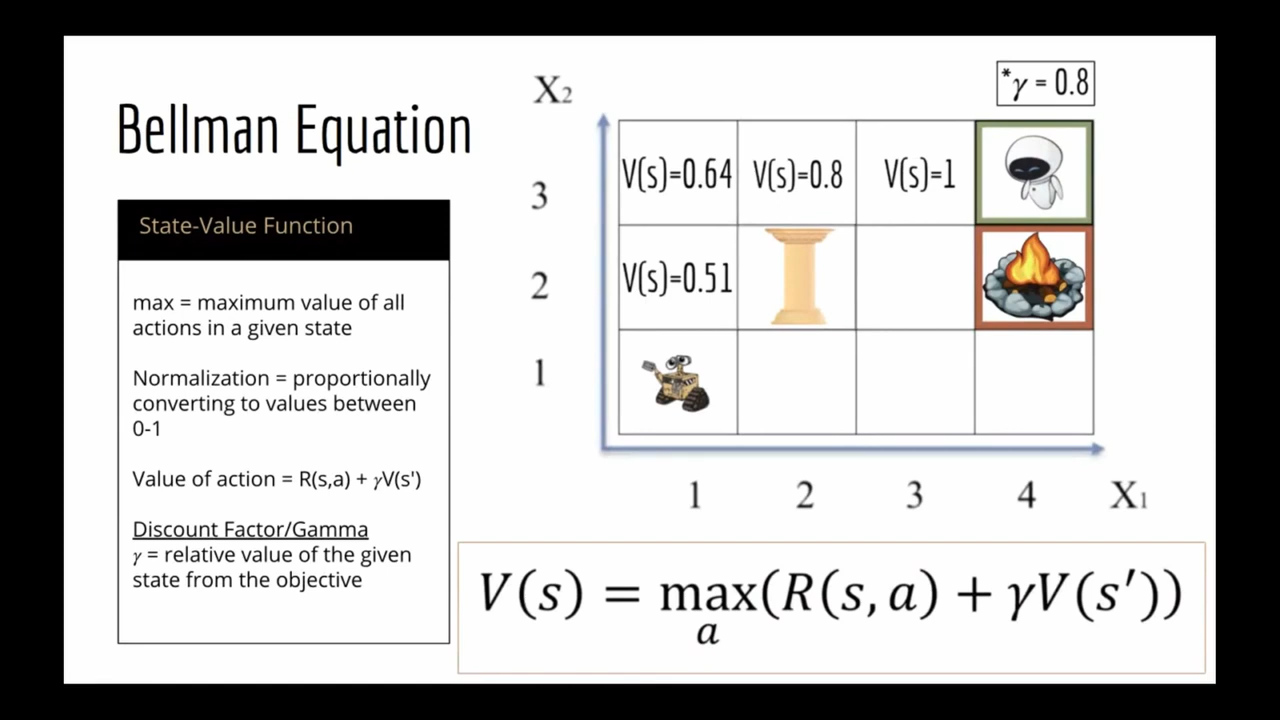 Bellman Equation
State-Value Function
max = maximum value of all
actions in a given state
Normalization = proportionally
converting to values between
0-1
Value of action = R(s,a) + γV(s')
Discount Factor/Gamma
γ = relative value of the given
state from the objective
X₂
*γ = 0.8
3
V(s)=0.64
V(s)=0.8
V(s)=1
2
V(s)=0.51
1
1 2 3 4 X₁
V(s) = max(R(s, a) + γV(s'))
a